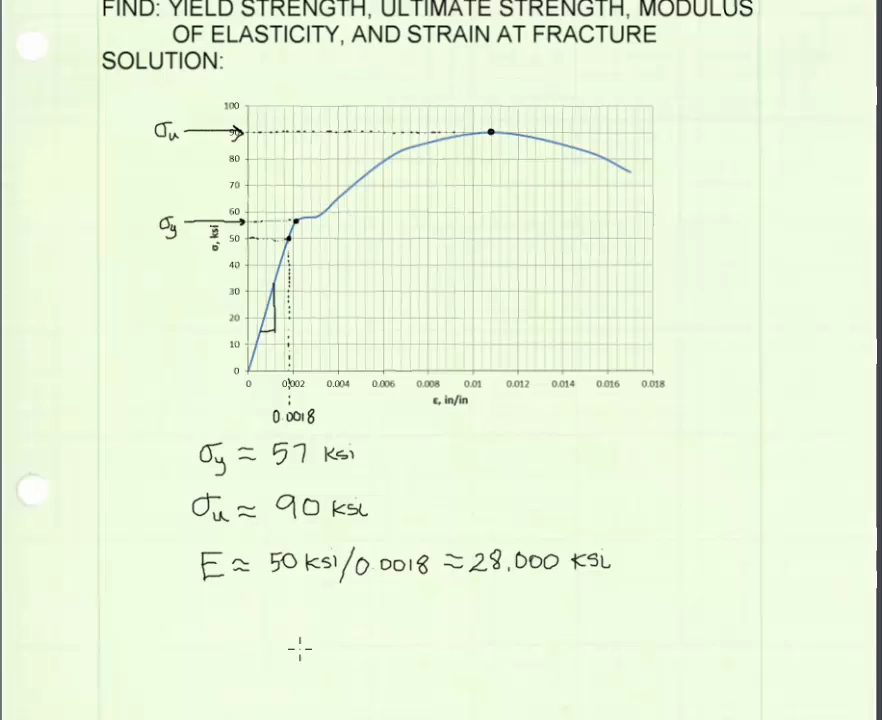 FIND: YIELD STRENGTH, ULTIMATE STRENGTH, MODULUS
OF ELASTICITY, AND STRAIN AT FRACTURE
SOLUTION:
100
σu
90
80
70
60
σy
σ, ksi
50
40
30
20
10
0
0 0.002 0.004 0.006 0.008 0.01 0.012 0.014 0.016 0.018
ε, in/in
0.0018
σy ≈ 57 ksi
σu ≈ 90 ksi
E ≈ 50 ksi/0.0018 ≈ 28,000 ksi